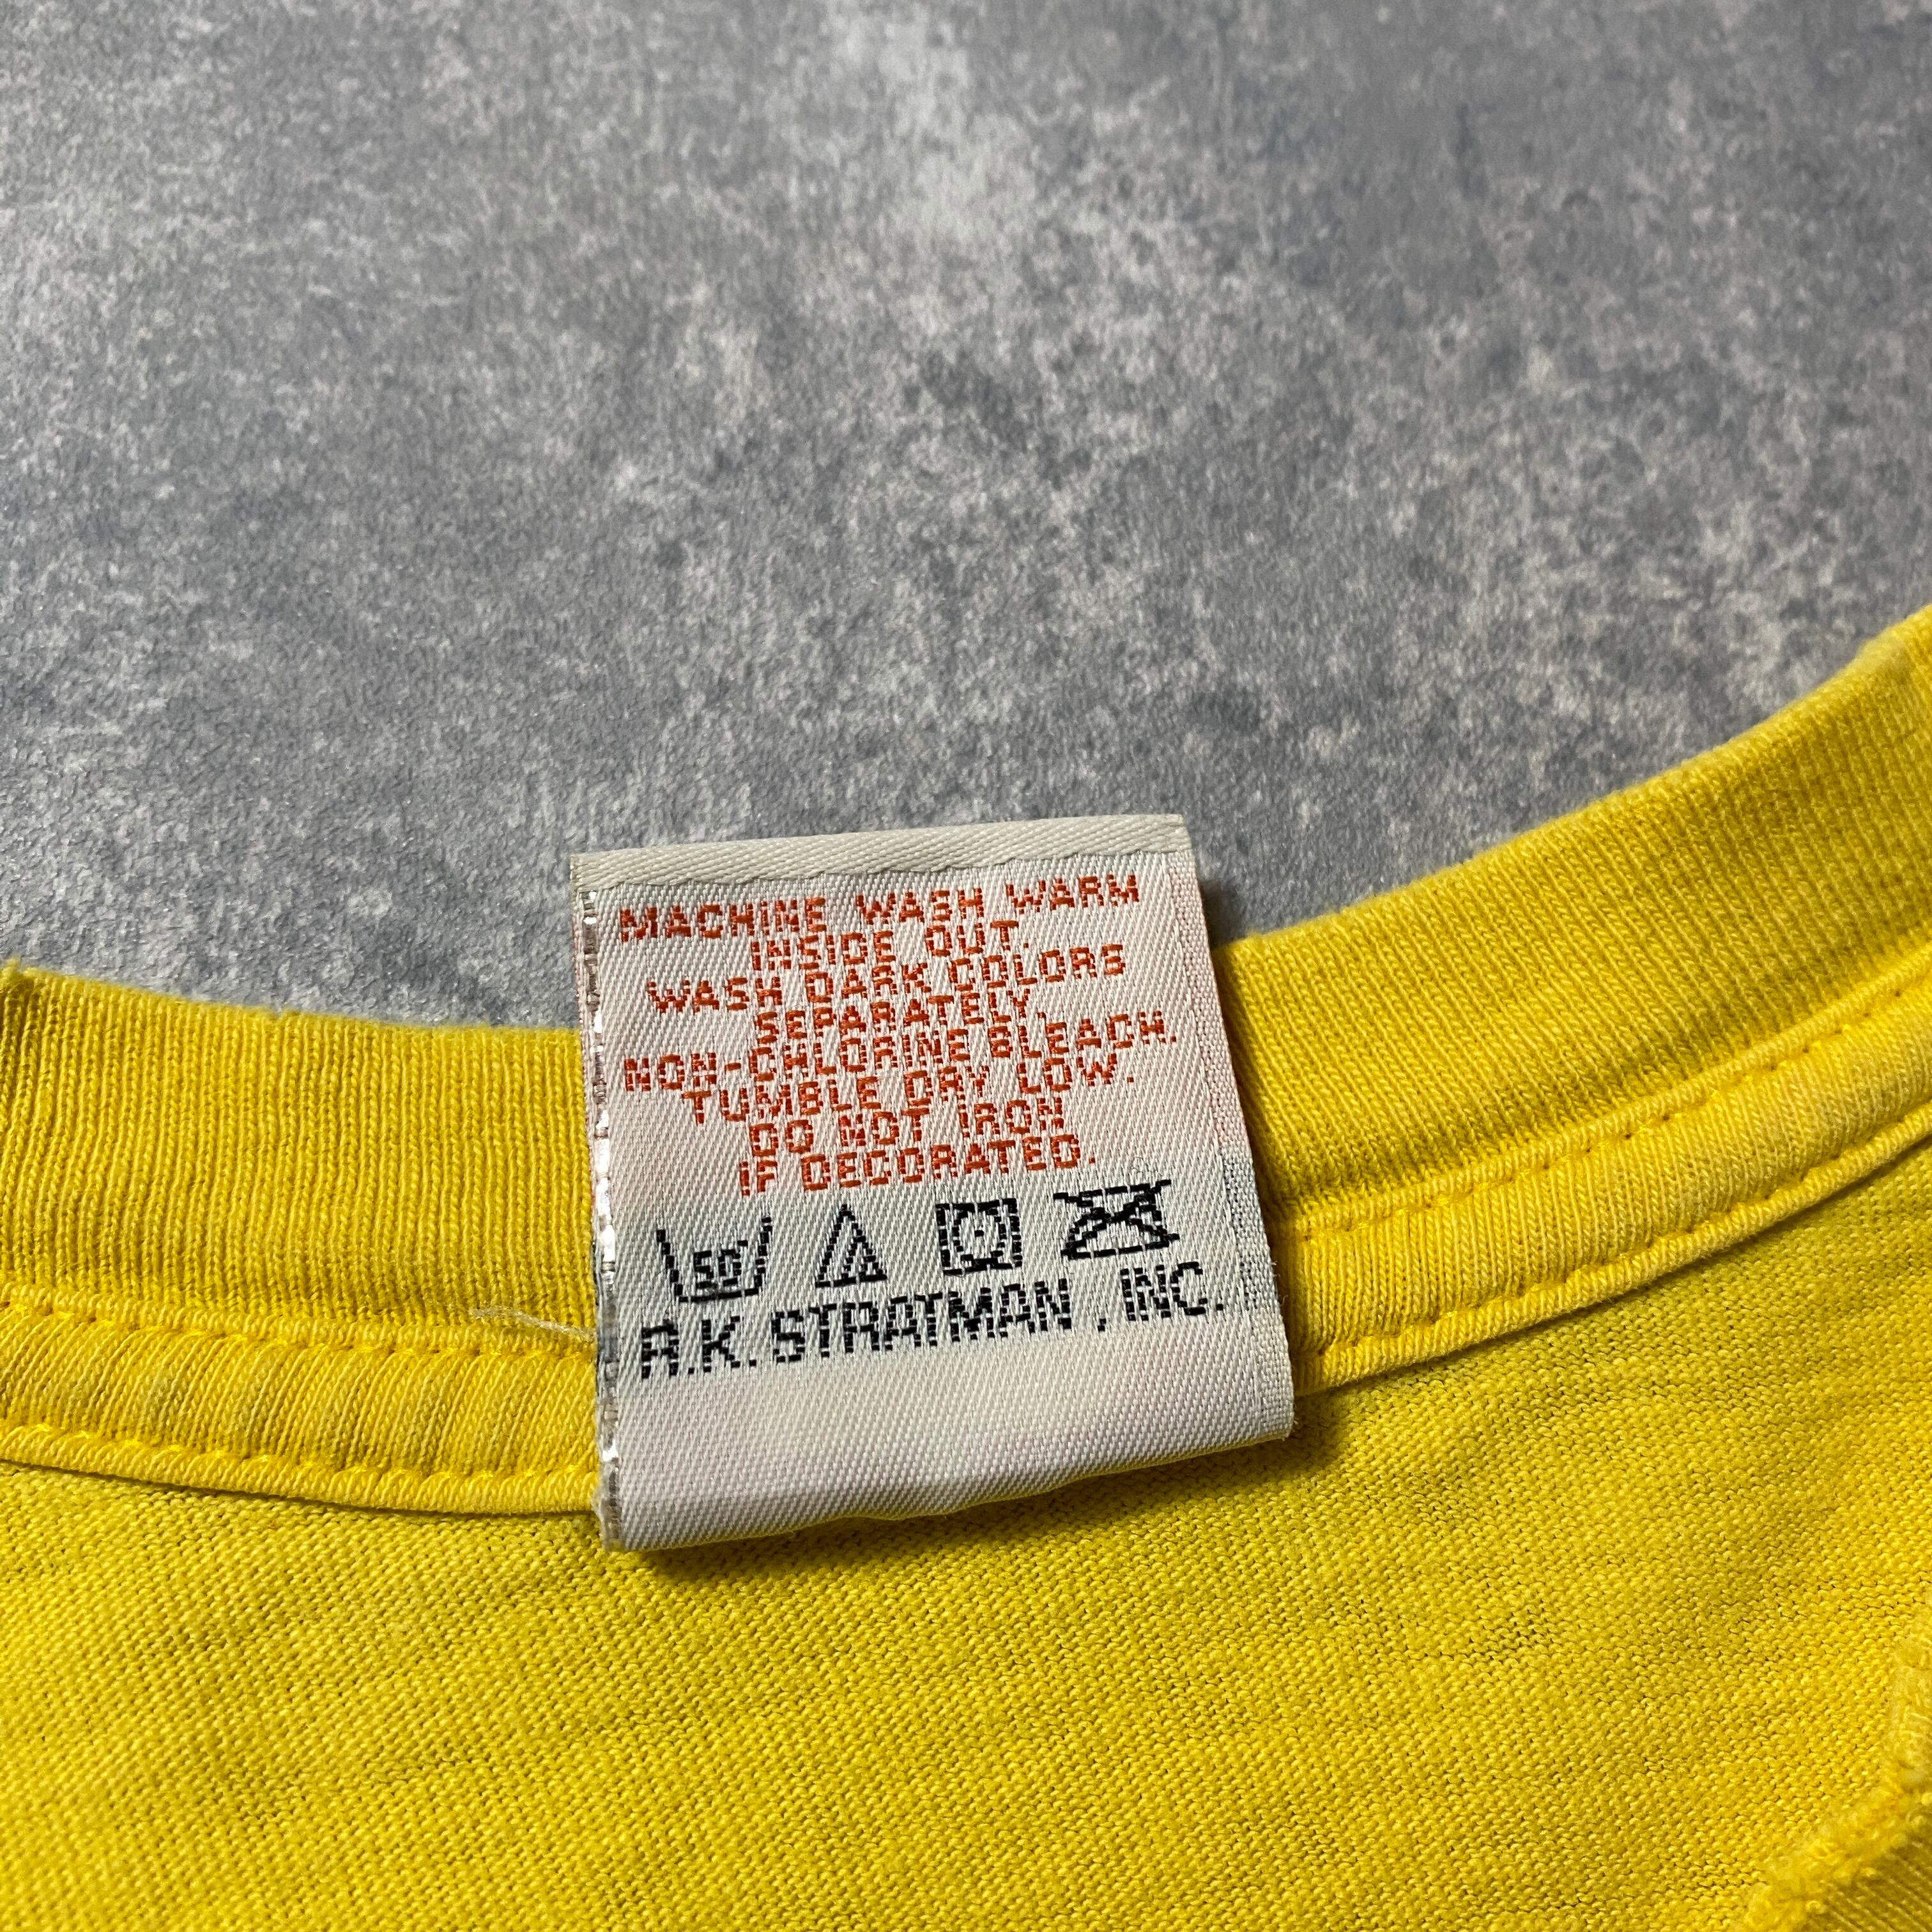 MACHINE WASH WARM
INSIDE OUT.
WASH DARK COLORS
SEPARATELY.
NON-CHLORINE BLEACH.
TUMBLE DRY LOW.
DO NOT IRON
IF DECORATED.
50°
R.K. STRATMAN, INC.